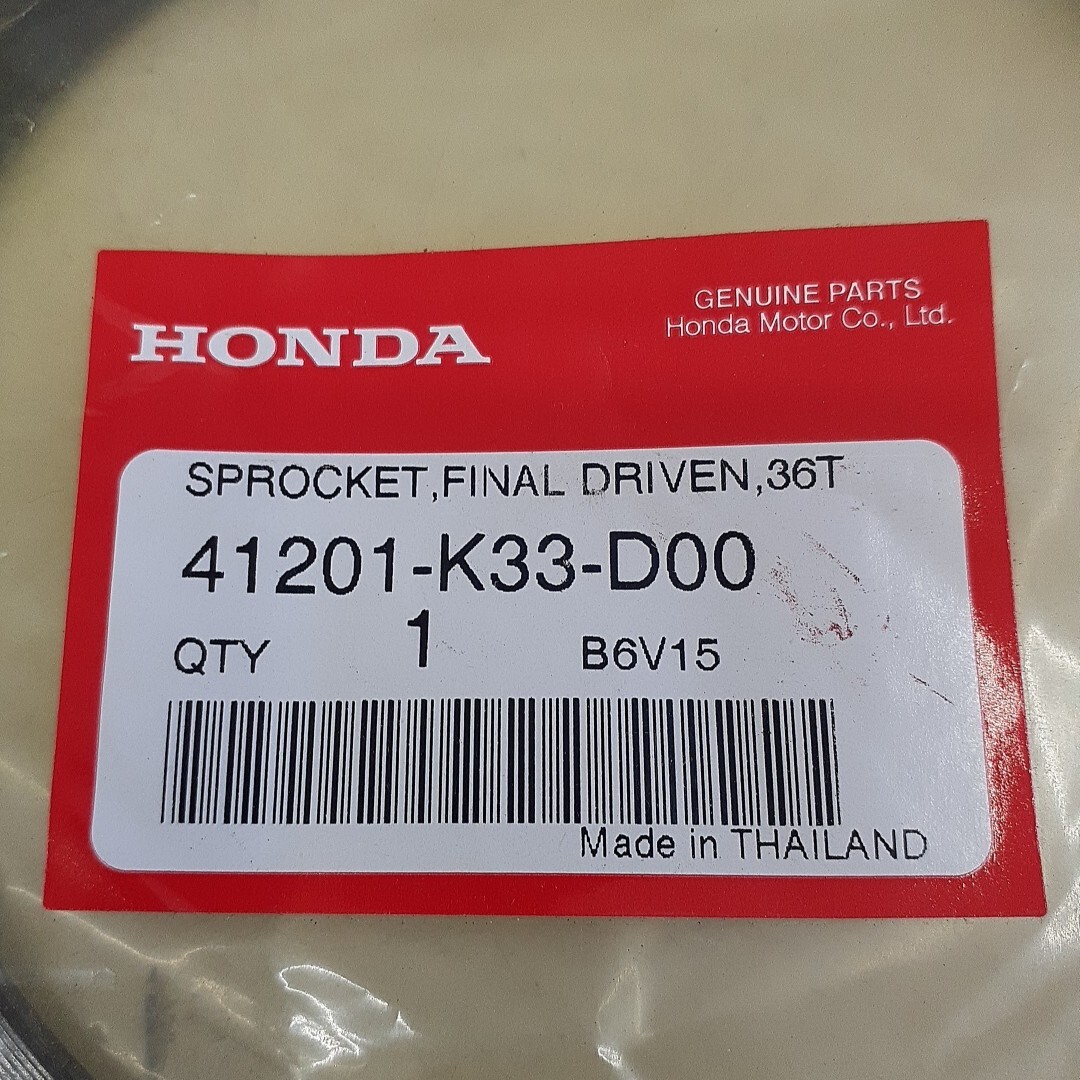 HONDA
GENUINE PARTS
Honda Motor Co., Ltd.
SPROCKET,FINAL DRIVEN,36T
41201-K33-D00
QTY 1 B6V15
Made in THAILAND